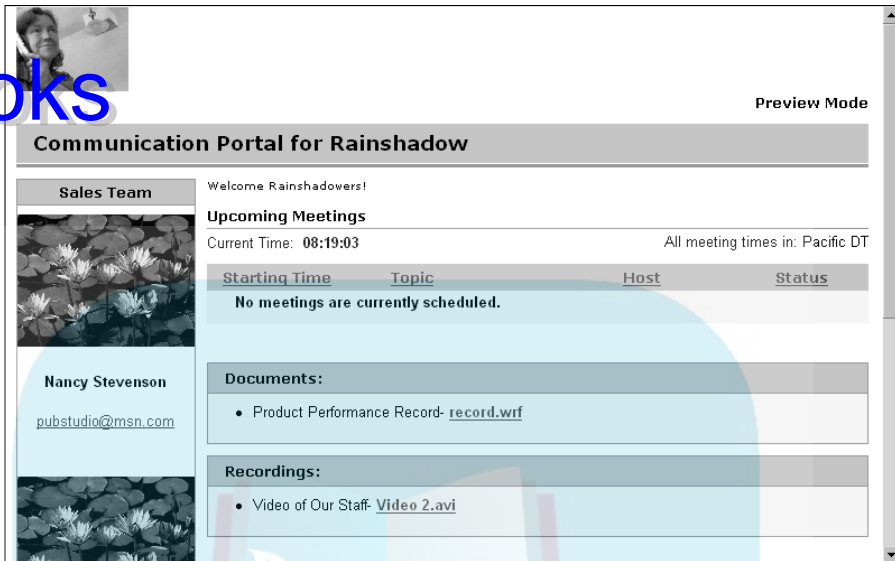 oks
Preview Mode
Communication Portal for Rainshadow
Sales Team
Welcome Rainshadowers!
Upcoming Meetings
Current Time: 08:19:03 All meeting times in: Pacific DT
Starting Time Topic Host Status
No meetings are currently scheduled.
Nancy Stevenson
pubstudio@msn.com
Documents:
• Product Performance Record- record.wrf
Recordings:
• Video of Our Staff- Video 2.avi